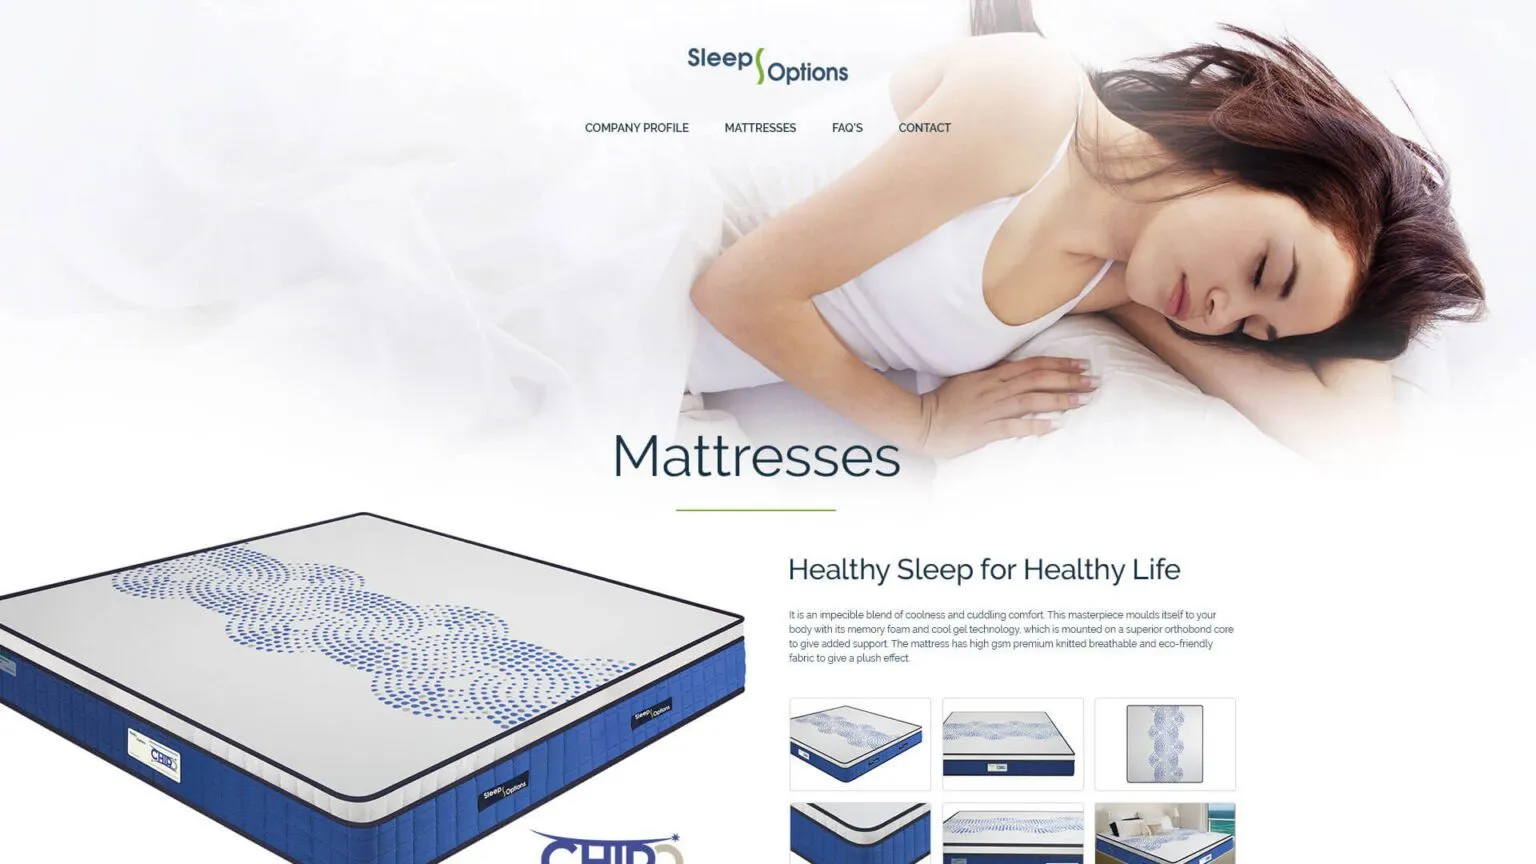 Sleep Options
COMPANY PROFILE
MATTRESSES
FAQ'S
CONTACT
Mattresses
Healthy Sleep for Healthy Life
It is an impecible blend of coolness and cuddling comfort. This masterpiece moulds itself to your
body with its memory foam and cool gel technology, which is mounted on a superior orthobond core
to give added support. The mattress has high gsm premium knitted breathable and eco-friendly
fabric to give a plush effect.
Sleep Options
CHIRO
Sleep Options
CHIRO